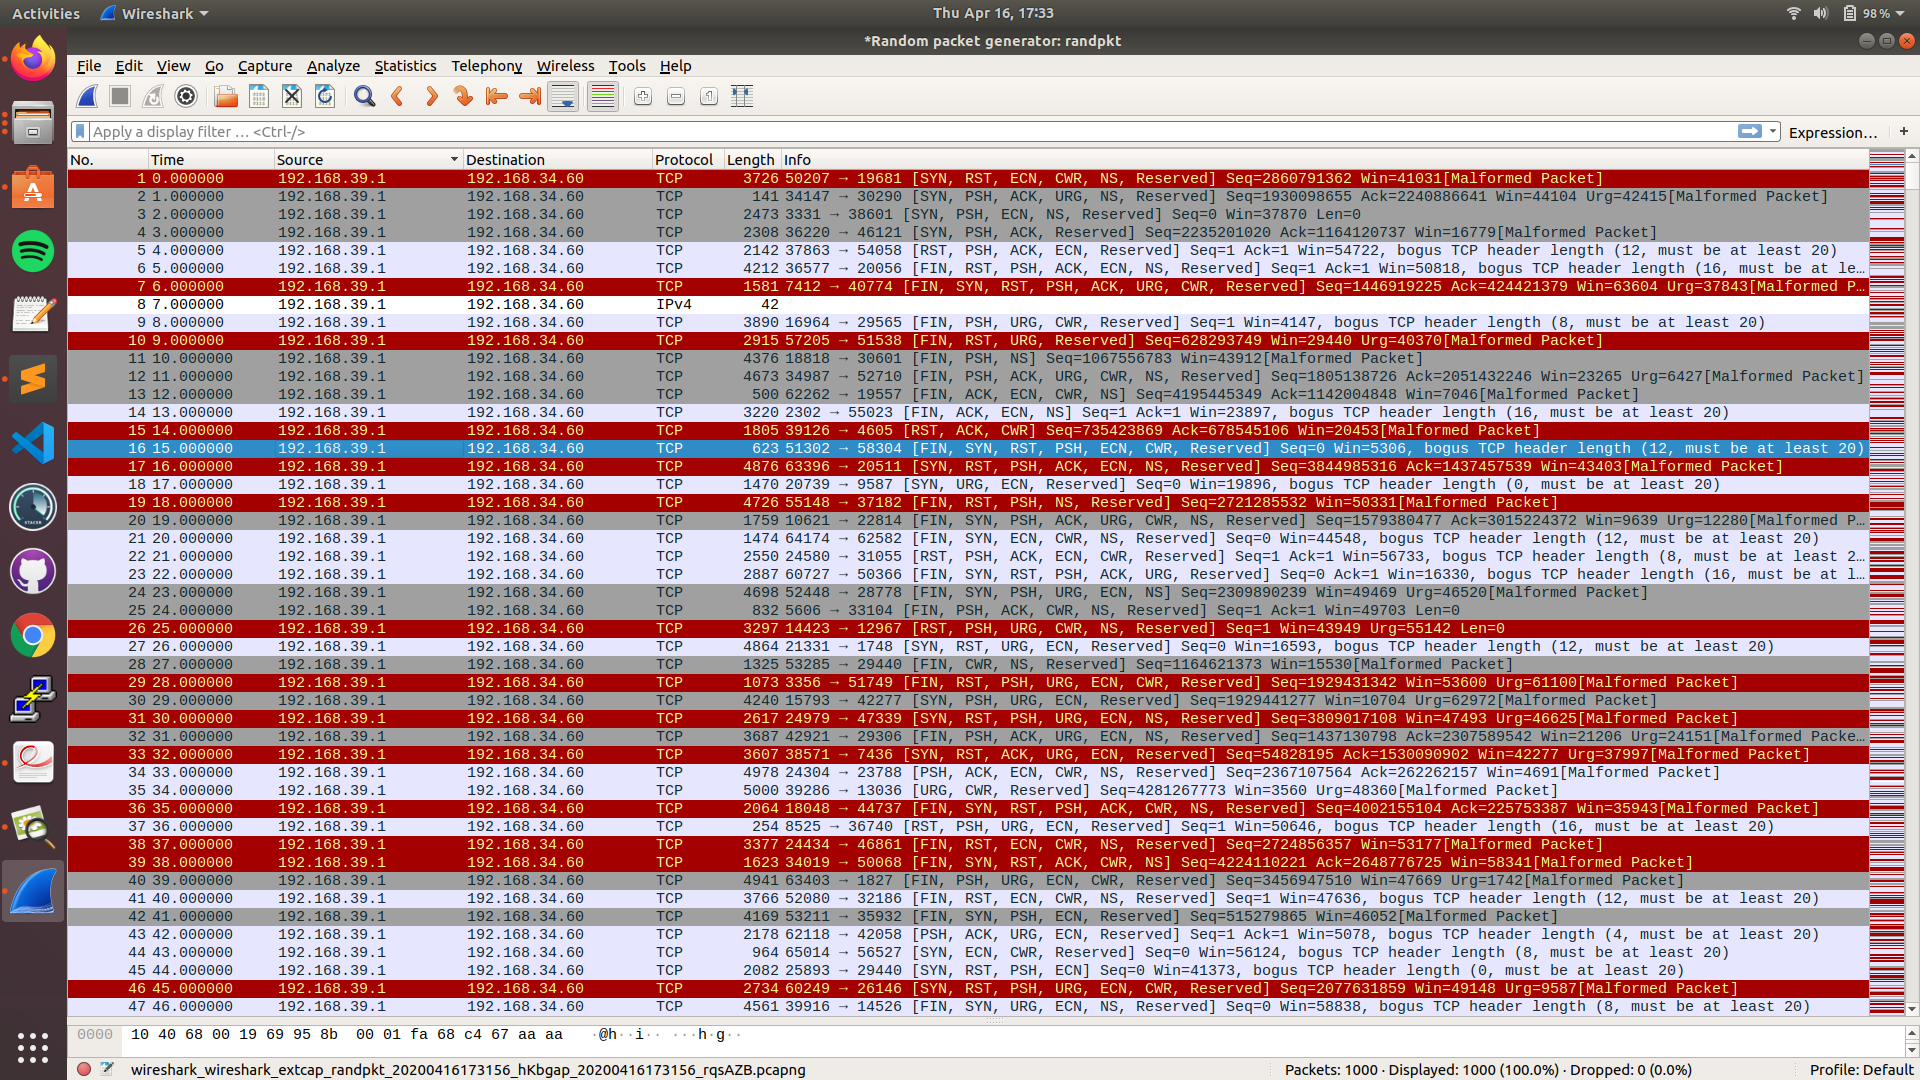 Activities Wireshark Thu Apr 16, 17:33 98 %
*Random packet generator: randpkt
File Edit View Go Capture Analyze Statistics Telephony Wireless Tools Help
Apply a display filter … <Ctrl-/> Expression… +
No. Time Source Destination Protocol Length Info
1 0.000000 192.168.39.1 192.168.34.60 TCP 3726 50207 → 19681 [SYN, RST, ECN, CWR, NS, Reserved] Seq=2860791362 Win=41031[Malformed Packet]
2 1.000000 192.168.39.1 192.168.34.60 TCP 141 34147 → 30290 [SYN, PSH, ACK, URG, NS, Reserved] Seq=1930098655 Ack=2240886641 Win=44104 Urg=42415[Malformed Packet]
3 2.000000 192.168.39.1 192.168.34.60 TCP 2473 3331 → 38601 [SYN, PSH, ECN, NS, Reserved] Seq=0 Win=37870 Len=0
4 3.000000 192.168.39.1 192.168.34.60 TCP 2308 36220 → 46121 [SYN, PSH, ACK, Reserved] Seq=2235201020 Ack=1164120737 Win=16779[Malformed Packet]
5 4.000000 192.168.39.1 192.168.34.60 TCP 2142 37863 → 54058 [RST, PSH, ACK, ECN, Reserved] Seq=1 Ack=1 Win=54722, bogus TCP header length (12, must be at least 20)
6 5.000000 192.168.39.1 192.168.34.60 TCP 4212 36577 → 20056 [FIN, RST, PSH, ACK, ECN, NS, Reserved] Seq=1 Ack=1 Win=50818, bogus TCP header length (16, must be at le…
7 6.000000 192.168.39.1 192.168.34.60 TCP 1581 7412 → 40774 [FIN, SYN, RST, PSH, ACK, URG, CWR, Reserved] Seq=1446919225 Ack=424421379 Win=63604 Urg=37843[Malformed P…
8 7.000000 192.168.39.1 192.168.34.60 IPv4 42
9 8.000000 192.168.39.1 192.168.34.60 TCP 3890 16964 → 29565 [FIN, PSH, URG, CWR, Reserved] Seq=1 Win=4147, bogus TCP header length (8, must be at least 20)
10 9.000000 192.168.39.1 192.168.34.60 TCP 2915 57205 → 51538 [FIN, RST, URG, Reserved] Seq=628293749 Win=29440 Urg=40370[Malformed Packet]
11 10.000000 192.168.39.1 192.168.34.60 TCP 4376 18818 → 30601 [FIN, PSH, NS] Seq=1067556783 Win=43912[Malformed Packet]
12 11.000000 192.168.39.1 192.168.34.60 TCP 4673 34987 → 52710 [FIN, PSH, ACK, URG, CWR, NS, Reserved] Seq=1805138726 Ack=2051432246 Win=23265 Urg=6427[Malformed Packet]
13 12.000000 192.168.39.1 192.168.34.60 TCP 500 62262 → 19557 [FIN, ACK, ECN, CWR, NS] Seq=4195445349 Ack=1142004848 Win=7046[Malformed Packet]
14 13.000000 192.168.39.1 192.168.34.60 TCP 3220 2302 → 55023 [FIN, ACK, ECN, NS] Seq=1 Ack=1 Win=23897, bogus TCP header length (16, must be at least 20)
15 14.000000 192.168.39.1 192.168.34.60 TCP 1805 39126 → 4605 [RST, ACK, CWR] Seq=735423869 Ack=678545106 Win=20453[Malformed Packet]
16 15.000000 192.168.39.1 192.168.34.60 TCP 623 51302 → 58304 [FIN, SYN, RST, PSH, ECN, CWR, Reserved] Seq=0 Win=5306, bogus TCP header length (12, must be at least 20)
17 16.000000 192.168.39.1 192.168.34.60 TCP 4876 63396 → 20511 [SYN, RST, PSH, ACK, ECN, NS, Reserved] Seq=3844985316 Ack=1437457539 Win=43403[Malformed Packet]
18 17.000000 192.168.39.1 192.168.34.60 TCP 1470 20739 → 9587 [SYN, URG, ECN, Reserved] Seq=0 Win=19896, bogus TCP header length (0, must be at least 20)
19 18.000000 192.168.39.1 192.168.34.60 TCP 4726 55148 → 37182 [FIN, RST, PSH, NS, Reserved] Seq=2721285532 Win=50331[Malformed Packet]
20 19.000000 192.168.39.1 192.168.34.60 TCP 1759 10621 → 22814 [FIN, SYN, PSH, ACK, URG, CWR, NS, Reserved] Seq=1579380477 Ack=3015224372 Win=9639 Urg=12280[Malformed P…
21 20.000000 192.168.39.1 192.168.34.60 TCP 1474 64174 → 62582 [FIN, SYN, ECN, CWR, NS, Reserved] Seq=0 Win=44548, bogus TCP header length (12, must be at least 20)
22 21.000000 192.168.39.1 192.168.34.60 TCP 2550 24580 → 31055 [RST, PSH, ACK, ECN, CWR, Reserved] Seq=1 Ack=1 Win=56733, bogus TCP header length (8, must be at least 2…
23 22.000000 192.168.39.1 192.168.34.60 TCP 2887 60727 → 50366 [FIN, SYN, RST, PSH, ACK, URG, Reserved] Seq=0 Ack=1 Win=16330, bogus TCP header length (16, must be at l…
24 23.000000 192.168.39.1 192.168.34.60 TCP 4698 52448 → 28778 [FIN, SYN, PSH, URG, ECN, NS] Seq=2309890239 Win=49469 Urg=46520[Malformed Packet]
25 24.000000 192.168.39.1 192.168.34.60 TCP 832 5606 → 33104 [FIN, PSH, ACK, CWR, NS, Reserved] Seq=1 Ack=1 Win=49703 Len=0
26 25.000000 192.168.39.1 192.168.34.60 TCP 3297 14423 → 12967 [RST, PSH, URG, CWR, NS, Reserved] Seq=1 Win=43949 Urg=55142 Len=0
27 26.000000 192.168.39.1 192.168.34.60 TCP 4864 21331 → 1748 [SYN, RST, URG, ECN, Reserved] Seq=0 Win=16593, bogus TCP header length (12, must be at least 20)
28 27.000000 192.168.39.1 192.168.34.60 TCP 1325 53285 → 29440 [FIN, CWR, NS, Reserved] Seq=1164621373 Win=15530[Malformed Packet]
29 28.000000 192.168.39.1 192.168.34.60 TCP 1073 3356 → 51749 [FIN, RST, PSH, URG, ECN, CWR, Reserved] Seq=1929431342 Win=53600 Urg=61100[Malformed Packet]
30 29.000000 192.168.39.1 192.168.34.60 TCP 4240 15793 → 42277 [SYN, PSH, URG, ECN, Reserved] Seq=1929441277 Win=10704 Urg=62972[Malformed Packet]
31 30.000000 192.168.39.1 192.168.34.60 TCP 2617 24979 → 47339 [SYN, RST, PSH, URG, ECN, NS, Reserved] Seq=3809017108 Win=47493 Urg=46625[Malformed Packet]
32 31.000000 192.168.39.1 192.168.34.60 TCP 3687 42921 → 29306 [FIN, PSH, ACK, URG, ECN, CWR, NS, Reserved] Seq=1437130798 Ack=2307589542 Win=21206 Urg=24151[Malformed Packe…
33 32.000000 192.168.39.1 192.168.34.60 TCP 3607 38571 → 7436 [SYN, RST, ACK, URG, ECN, Reserved] Seq=54828195 Ack=1530090902 Win=42277 Urg=37997[Malformed Packet]
34 33.000000 192.168.39.1 192.168.34.60 TCP 4978 24304 → 23788 [PSH, ACK, ECN, CWR, NS, Reserved] Seq=2367107564 Ack=262262157 Win=4691[Malformed Packet]
35 34.000000 192.168.39.1 192.168.34.60 TCP 5000 39286 → 13036 [URG, CWR, Reserved] Seq=4281267773 Win=3560 Urg=48360[Malformed Packet]
36 35.000000 192.168.39.1 192.168.34.60 TCP 2064 18048 → 44737 [FIN, SYN, RST, PSH, ACK, CWR, NS, Reserved] Seq=4002155104 Ack=225753387 Win=35943[Malformed Packet]
37 36.000000 192.168.39.1 192.168.34.60 TCP 254 8525 → 36740 [RST, PSH, URG, ECN, Reserved] Seq=1 Win=50646, bogus TCP header length (16, must be at least 20)
38 37.000000 192.168.39.1 192.168.34.60 TCP 3377 24434 → 46861 [FIN, RST, ECN, CWR, NS, Reserved] Seq=2724856357 Win=53177[Malformed Packet]
39 38.000000 192.168.39.1 192.168.34.60 TCP 1623 34019 → 50068 [FIN, SYN, RST, ACK, CWR, NS] Seq=4224110221 Ack=2648776725 Win=58341[Malformed Packet]
40 39.000000 192.168.39.1 192.168.34.60 TCP 4941 63403 → 1827 [FIN, PSH, URG, ECN, CWR, Reserved] Seq=3456947510 Win=47669 Urg=1742[Malformed Packet]
41 40.000000 192.168.39.1 192.168.34.60 TCP 3766 52080 → 32186 [FIN, RST, ECN, CWR, NS, Reserved] Seq=1 Win=47636, bogus TCP header length (12, must be at least 20)
42 41.000000 192.168.39.1 192.168.34.60 TCP 4169 53211 → 35932 [FIN, SYN, PSH, ECN, Reserved] Seq=515279865 Win=46052[Malformed Packet]
43 42.000000 192.168.39.1 192.168.34.60 TCP 2178 62118 → 42058 [PSH, ACK, URG, ECN, Reserved] Seq=1 Ack=1 Win=5078, bogus TCP header length (4, must be at least 20)
44 43.000000 192.168.39.1 192.168.34.60 TCP 964 65014 → 56527 [SYN, ECN, CWR, Reserved] Seq=0 Win=56124, bogus TCP header length (8, must be at least 20)
45 44.000000 192.168.39.1 192.168.34.60 TCP 2082 25893 → 29440 [SYN, RST, PSH, ECN] Seq=0 Win=41373, bogus TCP header length (0, must be at least 20)
46 45.000000 192.168.39.1 192.168.34.60 TCP 2734 60249 → 26146 [SYN, RST, PSH, URG, ECN, CWR, Reserved] Seq=2077631859 Win=49148 Urg=9587[Malformed Packet]
47 46.000000 192.168.39.1 192.168.34.60 TCP 4561 39916 → 14526 [FIN, SYN, URG, ECN, NS, Reserved] Seq=0 Win=58838, bogus TCP header length (8, must be at least 20)
0000 10 40 68 00 19 69 95 8b 00 01 fa 68 c4 67 aa aa ·@h··i·· ···h·g··
wireshark_wireshark_extcap_randpkt_20200416173156_hKbgap_20200416173156_rqsAZB.pcapng Packets: 1000 · Displayed: 1000 (100.0%) · Dropped: 0 (0.0%) Profile: Default